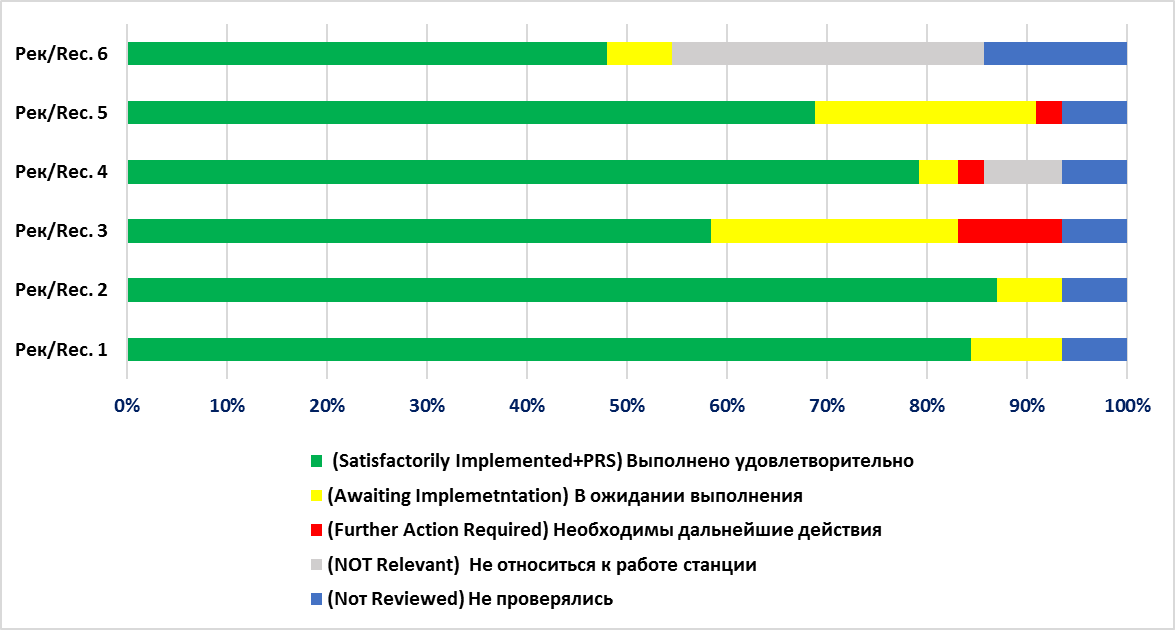 Рек/Rec. 6
Рек/Rec. 5
Рек/Rec. 4
Рек/Rec. 3
Рек/Rec. 2
Рек/Rec. 1
0% 10% 20% 30% 40% 50% 60% 70% 80% 90% 100%
(Satisfactorily Implemented+PRS) Выполнено удовлетворительно
(Awaiting Implemetntation) В ожидании выполнения
(Further Action Required) Необходимы дальнейшие действия
(NOT Relevant) Не относиться к работе станции
(Noт Reviewed) Не проверялись